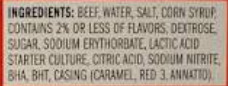 INGREDIENTS: BEEF, WATER, SALT, CORN SYRUP,
CONTAINS 2% OR LESS OF FLAVORS, DEXTROSE,
SUGAR, SODIUM ERYTHORBATE, LACTIC ACID
STARTER CULTURE, CITRIC ACID, SODIUM NITRITE,
BHA, BHT, CASING (CARAMEL, RED 3, ANNATTO).